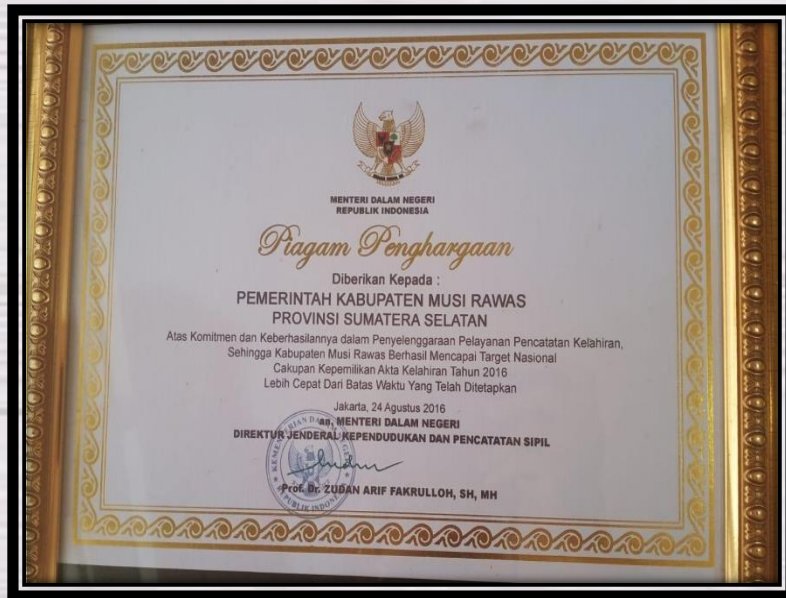 MENTERI DALAM NEGERI
REPUBLIK INDONESIA
Piagam Penghargaan
Diberikan Kepada :
PEMERINTAH KABUPATEN MUSI RAWAS
PROVINSI SUMATERA SELATAN
Atas Komitmen dan Keberhasilannya dalam Penyelenggaraan Pelayanan Pencatatan Kelahiran,
Sehingga Kabupaten Musi Rawas Berhasil Mencapai Target Nasional
Cakupan Kepemilikan Akta Kelahiran Tahun 2016
Lebih Cepat Dari Batas Waktu Yang Telah Ditetapkan
Jakarta, 24 Agustus 2016
an. MENTERI DALAM NEGERI
DIREKTUR JENDERAL KEPENDUDUKAN DAN PENCATATAN SIPIL
Prof. Dr. ZUDAN ARIF FAKRULLOH, SH, MH